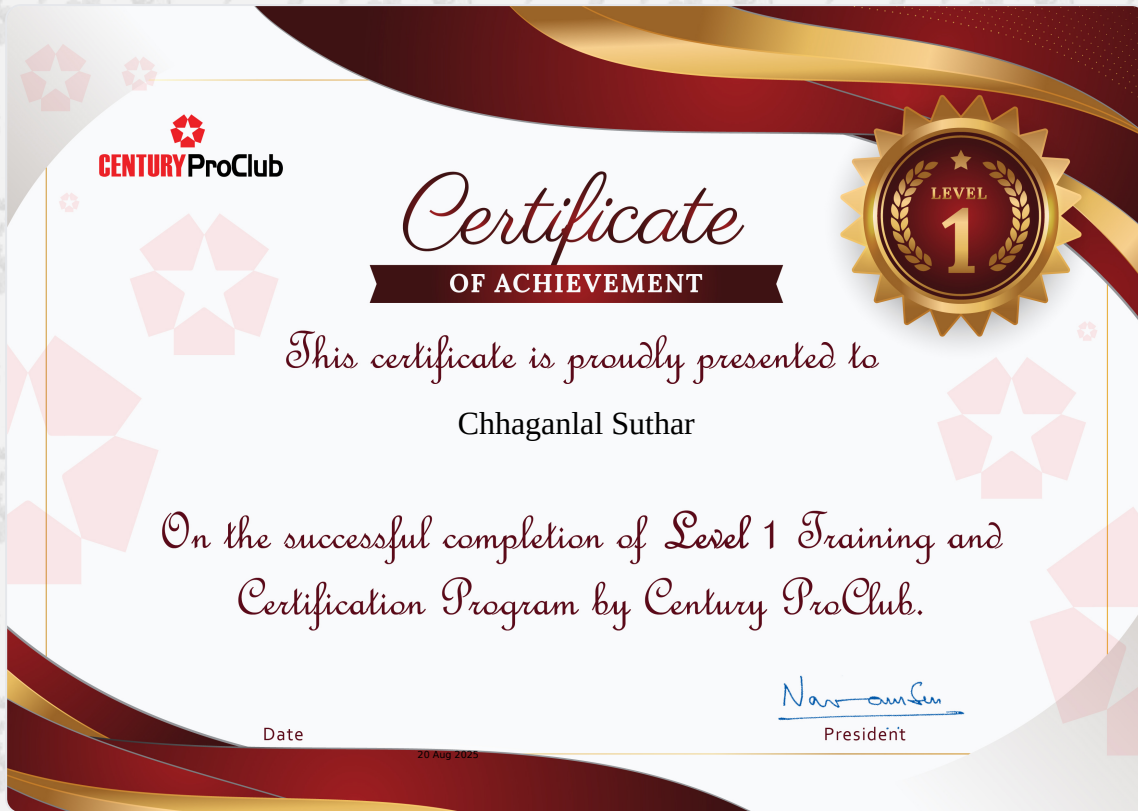 CENTURY ProClub
LEVEL
1
Certificate
OF ACHIEVEMENT
This certificate is proudly presented to
Chhaganlal Suthar
On the successful completion of Level 1 Training and
Certification Program by Century ProClub.
Date
President
20 Aug 2025